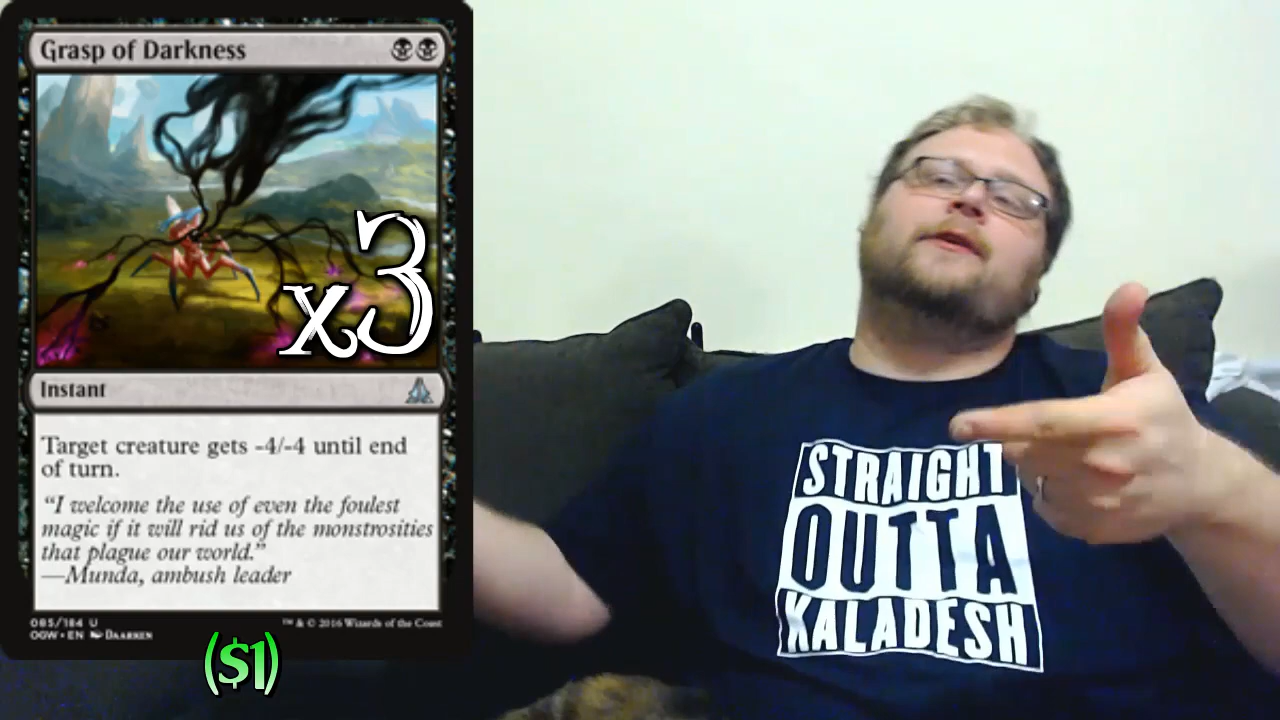 Grasp of Darkness
x3
Instant
Target creature gets -4/-4 until end
of turn.
“I welcome the use of even the foulest
magic if it will rid us of the monstrosities
that plague our world.”
—Munda, ambush leader
085/184 U
OGW • EN DAARKEN
™ & © 2016 Wizards of the Coast
($1)
STRAIGHT
OUTTA
KALADESH